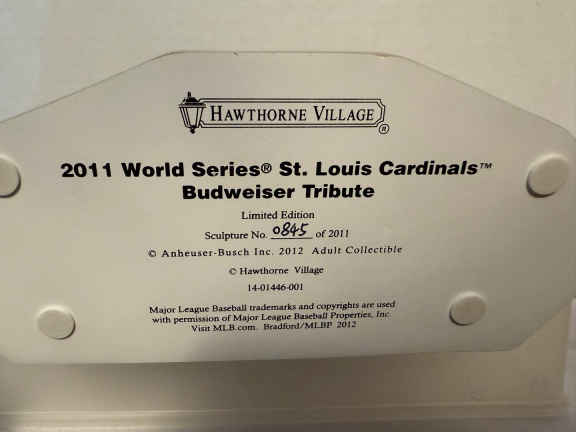 HAWTHORNE VILLAGE®
2011 World Series® St. Louis Cardinals™
Budweiser Tribute
Limited Edition
Sculpture No. 0845 of 2011
© Anheuser-Busch Inc. 2012 Adult Collectible
© Hawthorne Village
14-01446-001
Major League Baseball trademarks and copyrights are used
with permission of Major League Baseball Properties, Inc.
Visit MLB.com. Bradford/MLBP 2012